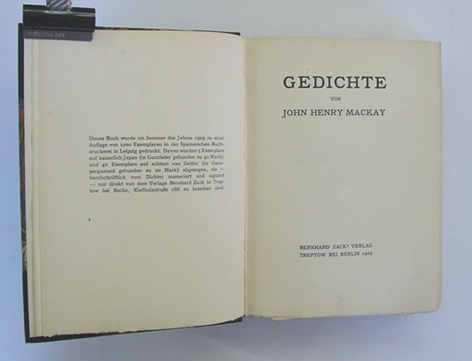 Dieses Buch wurde im Sommer des Jahres 1909 in einer
Auflage von 1200 Exemplaren in der Spamerschen Buch-
druckerei in Leipzig gedruckt. Davon wurden 5 Exemplare
auf kaiserlich Japan (in Ganzleder gebunden zu 40 Mark),
und 40 Exemplare auf echtem van Gelder (in Ganz-
pergament gebunden zu 20 Mark) abgezogen, die —
handschriftlich vom Dichter numeriert und signiert
— nur direkt von dem Verlage Bernhard Zack in Trep-
tow bei Berlin, Kiefholzstraße 186 zu beziehen sind.
GEDICHTE
VON
JOHN HENRY MACKAY
BERNHARD ZACKS VERLAG
TREPTOW BEI BERLIN 1909